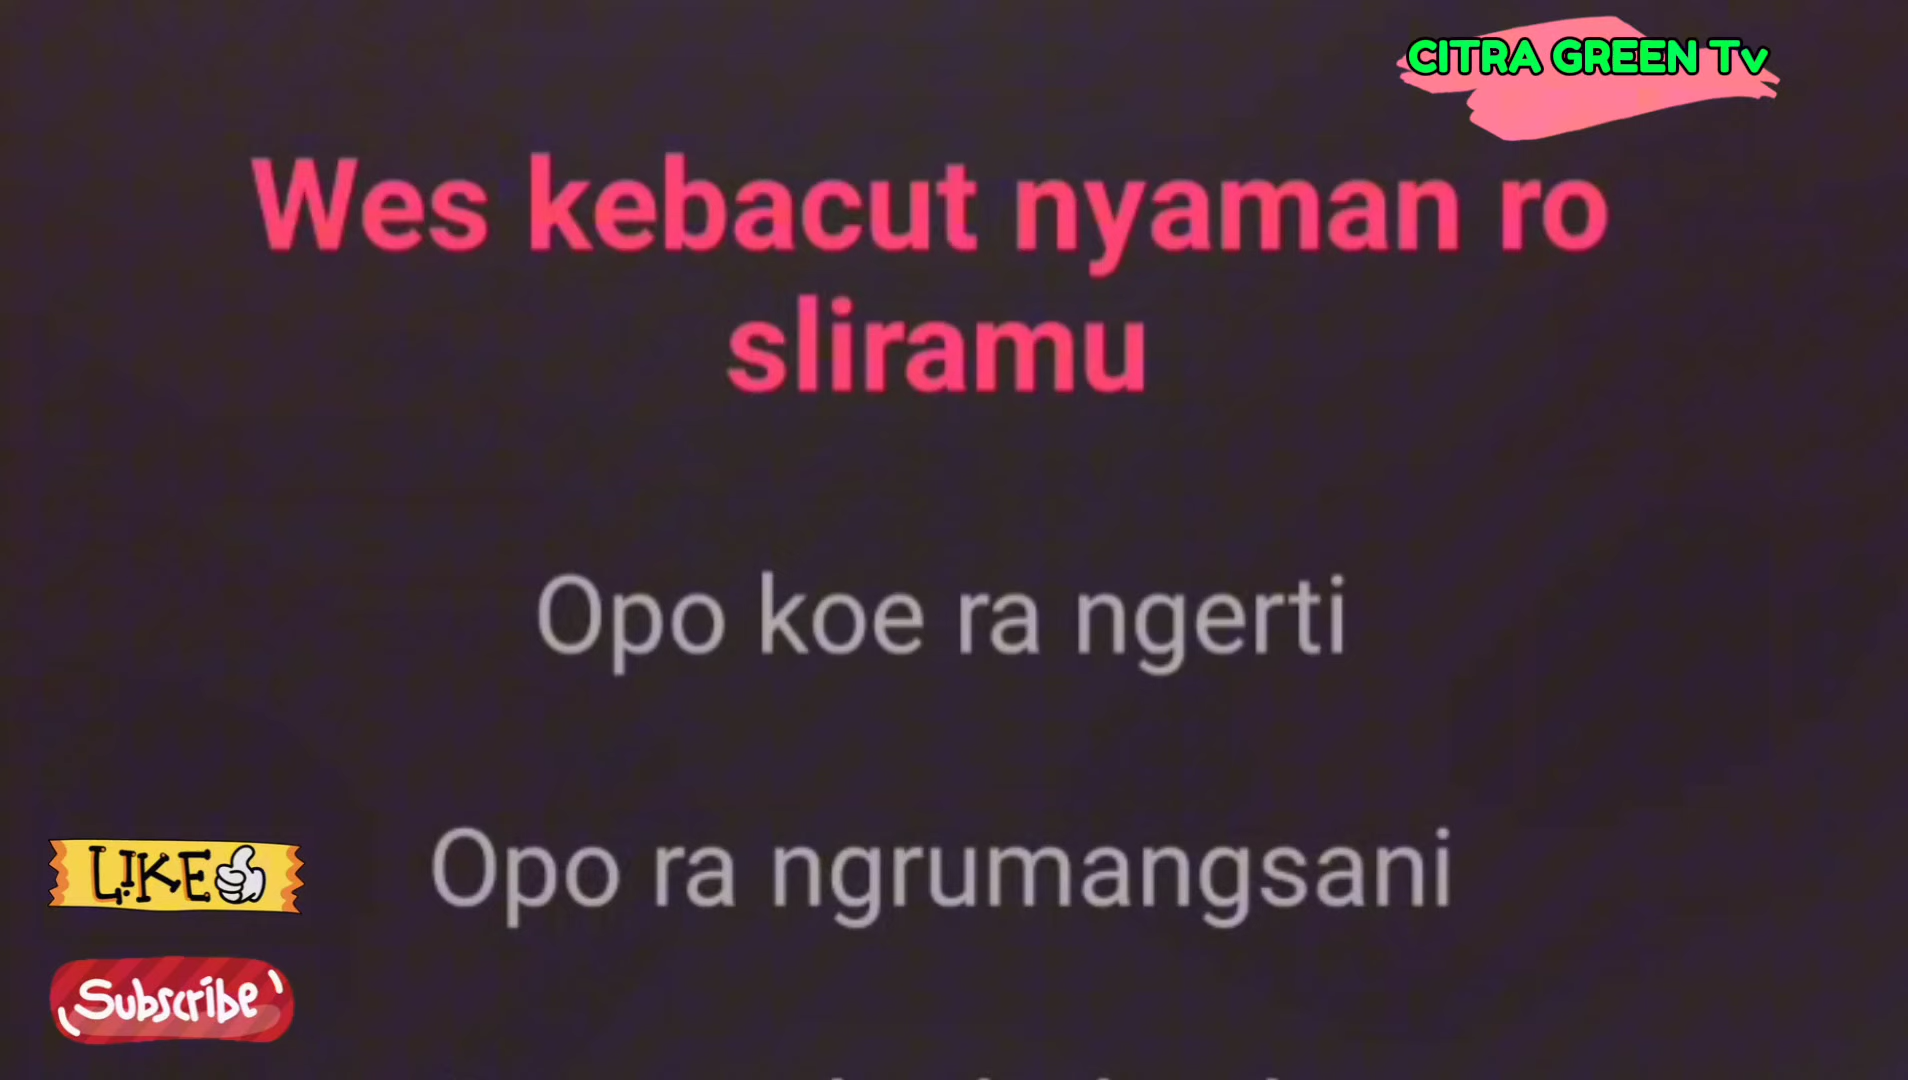 CITRA GREEN Tv
Wes kebacut nyaman ro
sliramu
Opo koe ra ngerti
Opo ra ngrumangsani
LIKE
Subscribe